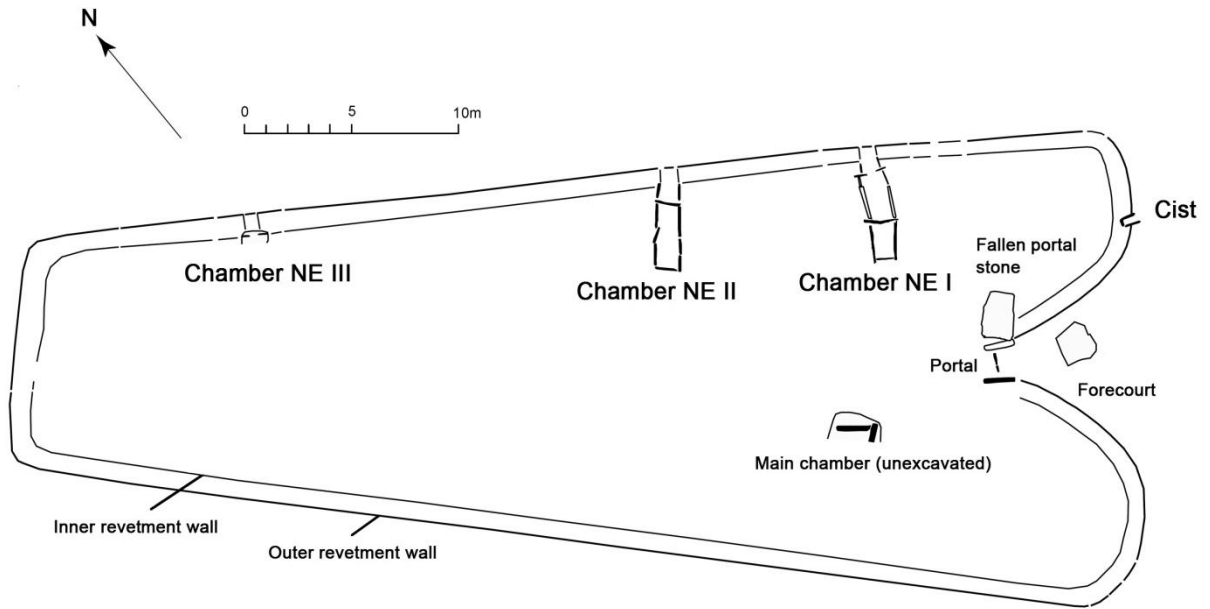 N
0 5 10m
Cist
Fallen portal
stone
Chamber NE III
Chamber NE II
Chamber NE I
Portal
Forecourt
Main chamber (unexcavated)
Inner revetment wall
Outer revetment wall